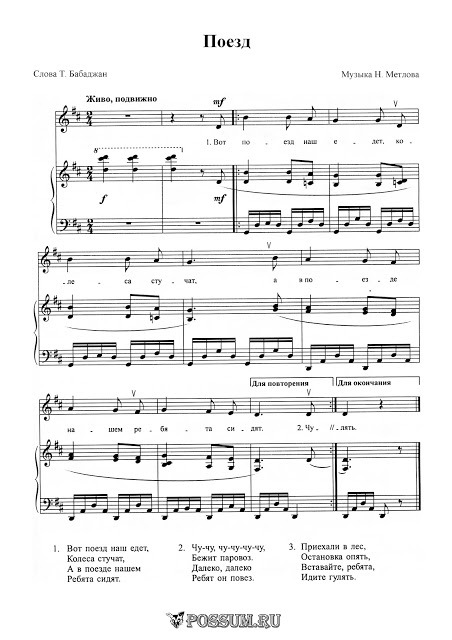 Поезд
Слова Т. Бабаджан
Музыка Н. Метлова
Живо, подвижно
mf
1. Вот по - езд наш е - дет, ко -
f
mf
ле - са сту - чат, а в по - ез - де
Для повторения
Для окончания
на - шем ре - бя - та си - дят. 2. Чу- //лять.
1. Вот поезд наш едет,
Колеса стучат,
А в поезде нашем
Ребята сидят.
2. Чу-чу, чу-чу-чу-чу,
Бежит паровоз.
Далеко, далеко
Ребят он повез.
3. Приехали в лес,
Остановка опять,
Вставайте, ребята,
Идите гулять.
POSSUM.RU